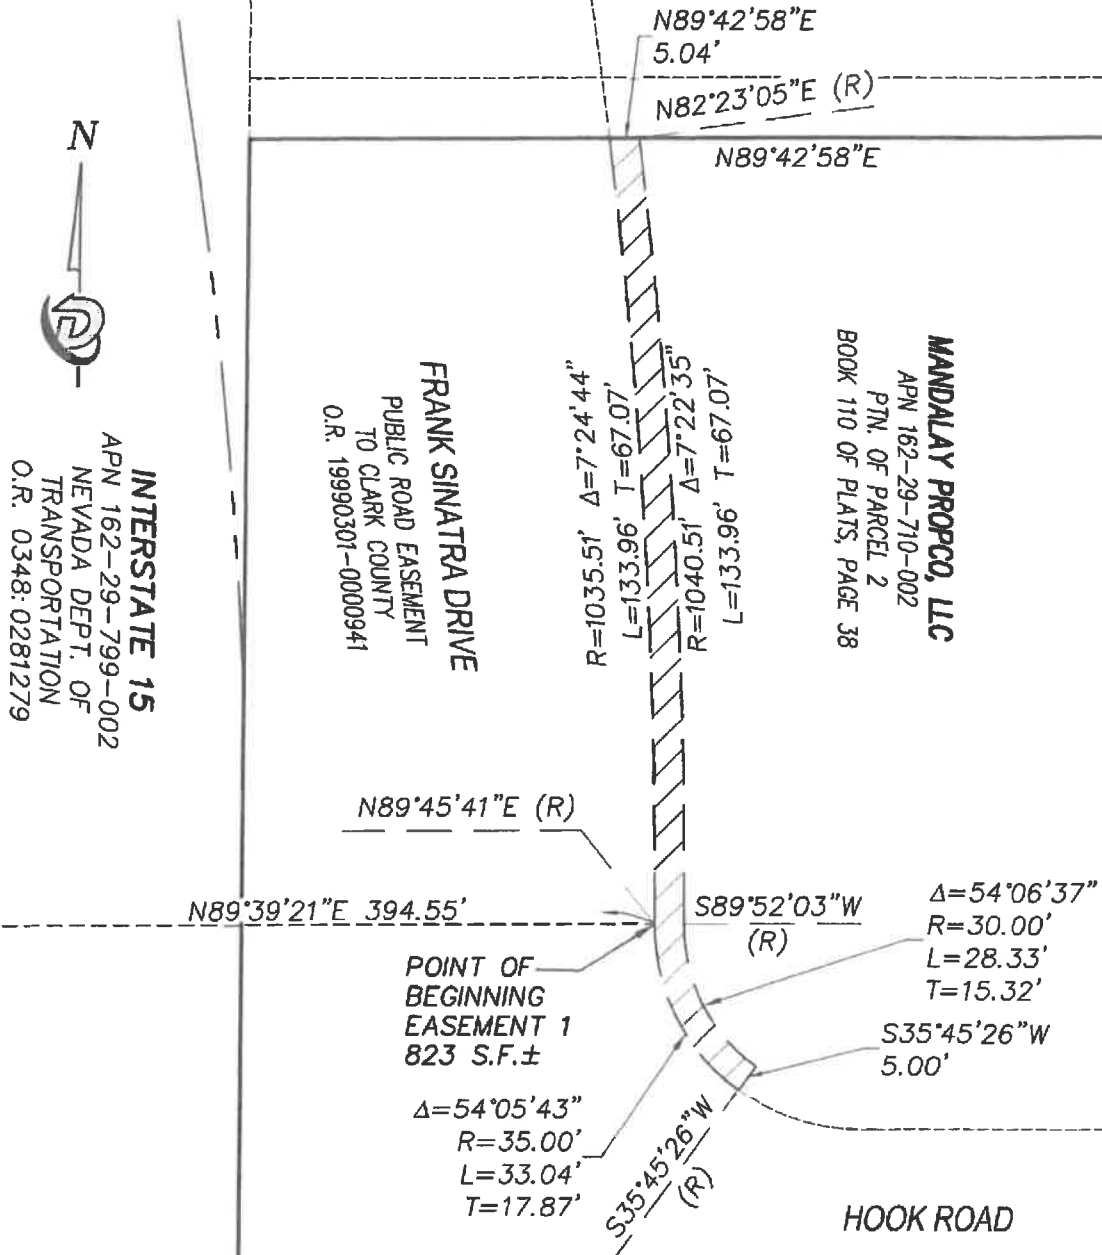 N89°42'58"E
5.04'
N82°23'05"E (R)
N89°42'58"E
N
MANDALAY PROPCO, LLC
APN 162-29-710-002
PTN. OF PARCEL 2
BOOK 110 OF PLATS, PAGE 38
Δ=7°22'35"
R=1040.51'
L=133.96' T=67.07'
R=1035.51' Δ=7°24'44"
L=133.96' T=67.07'
FRANK SINATRA DRIVE
PUBLIC ROAD EASEMENT
TO CLARK COUNTY
O.R. 19990301-0000941
INTERSTATE 15
APN 162-29-799-002
NEVADA DEPT. OF
TRANSPORTATION
O.R. 0348:0281279
N89°45'41"E (R)
N89°39'21"E 394.55'
S89°52'03"W
(R)
Δ=54°06'37"
R=30.00'
L=28.33'
T=15.32'
POINT OF
BEGINNING
EASEMENT 1
823 S.F.±
S35°45'26"W
5.00'
Δ=54°05'43"
R=35.00'
L=33.04'
T=17.87'
S35°45'26"W
(R)
HOOK ROAD